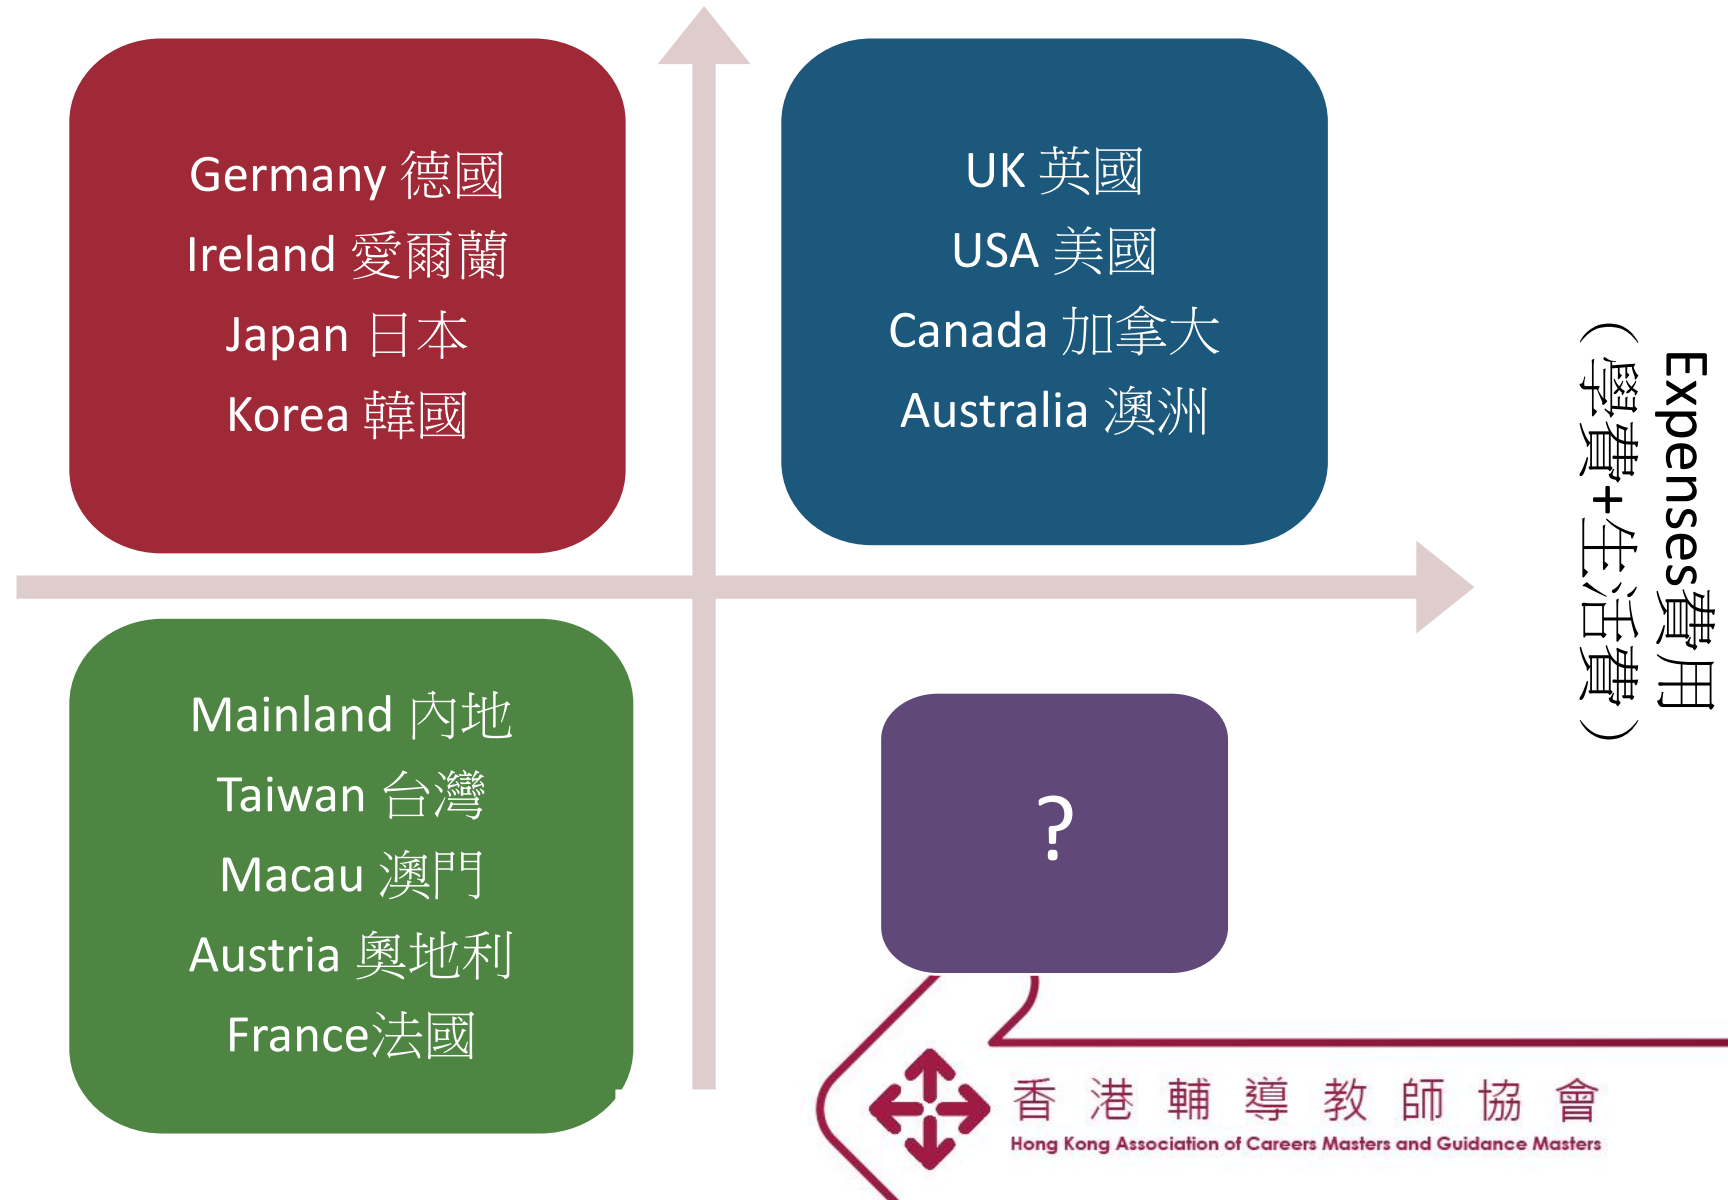 Germany 德國
Ireland 愛爾蘭
Japan 日本
Korea 韓國
UK 英國
USA 美國
Canada 加拿大
Australia 澳洲
Expenses費用
（學費+生活費）
Mainland 內地
Taiwan 台灣
Macau 澳門
Austria 奧地利
France法國
?
香港輔導教師協會
Hong Kong Association of Careers Masters and Guidance Masters